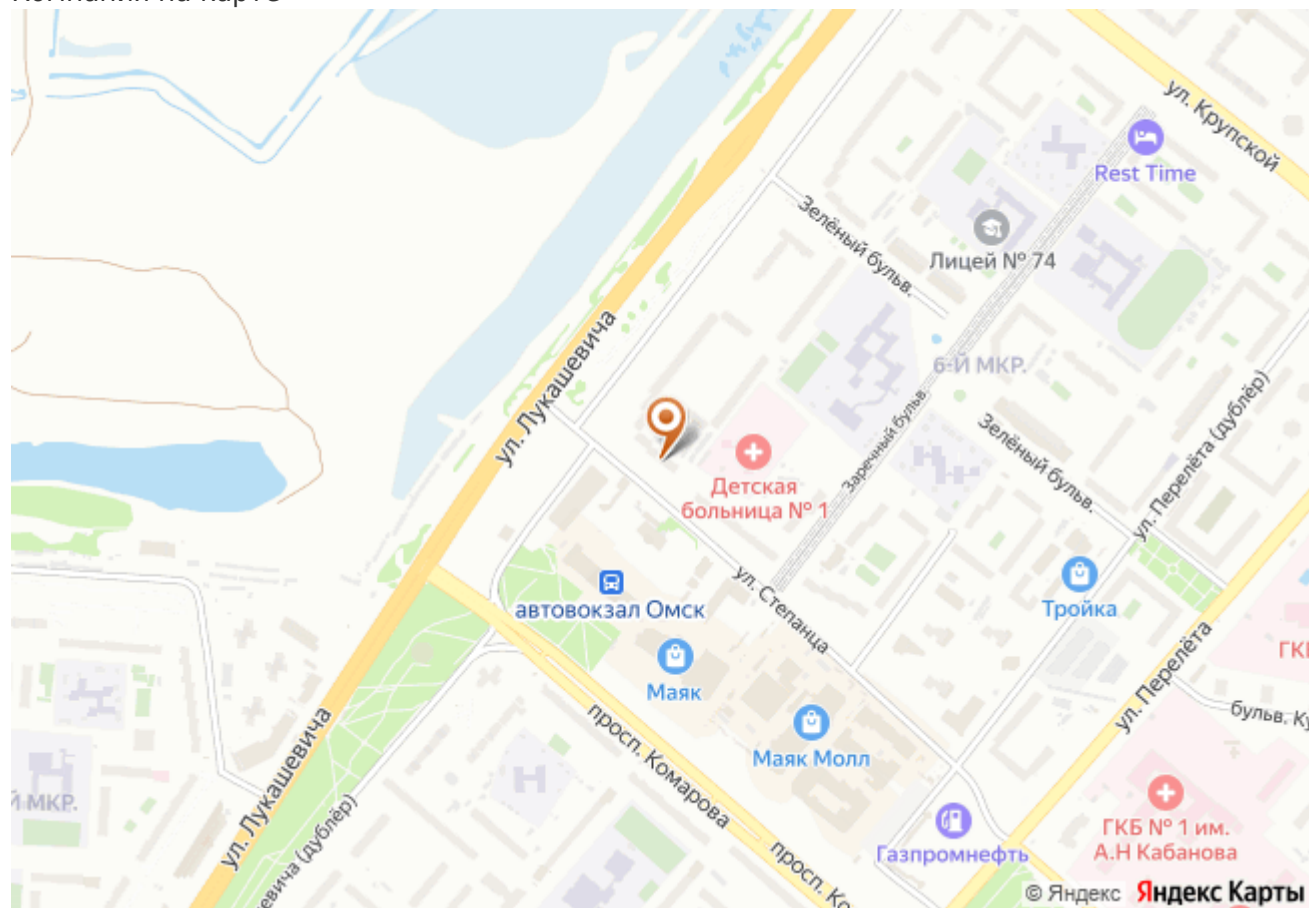 ул. Крупской
Rest Time
Зелёный бульв.
Лицей № 74
ул. Лукашевича
6-Й МКР.
Заречный бульв.
Зелёный бульв.
ул. Перелёта (дублёр)
Детская
больница № 1
ул. Степанца
автовокзал Омск
Тройка
Маяк
ул. Перелёта
ГКБ
бульв. Ку
просп. Комарова
Маяк Молл
ул. Лукашевича
Й МКР.
ГКБ № 1 им.
А.Н Кабанова
Газпромнефть
евича (дублёр)
просп. Ко
© Яндекс Яндекс Карты